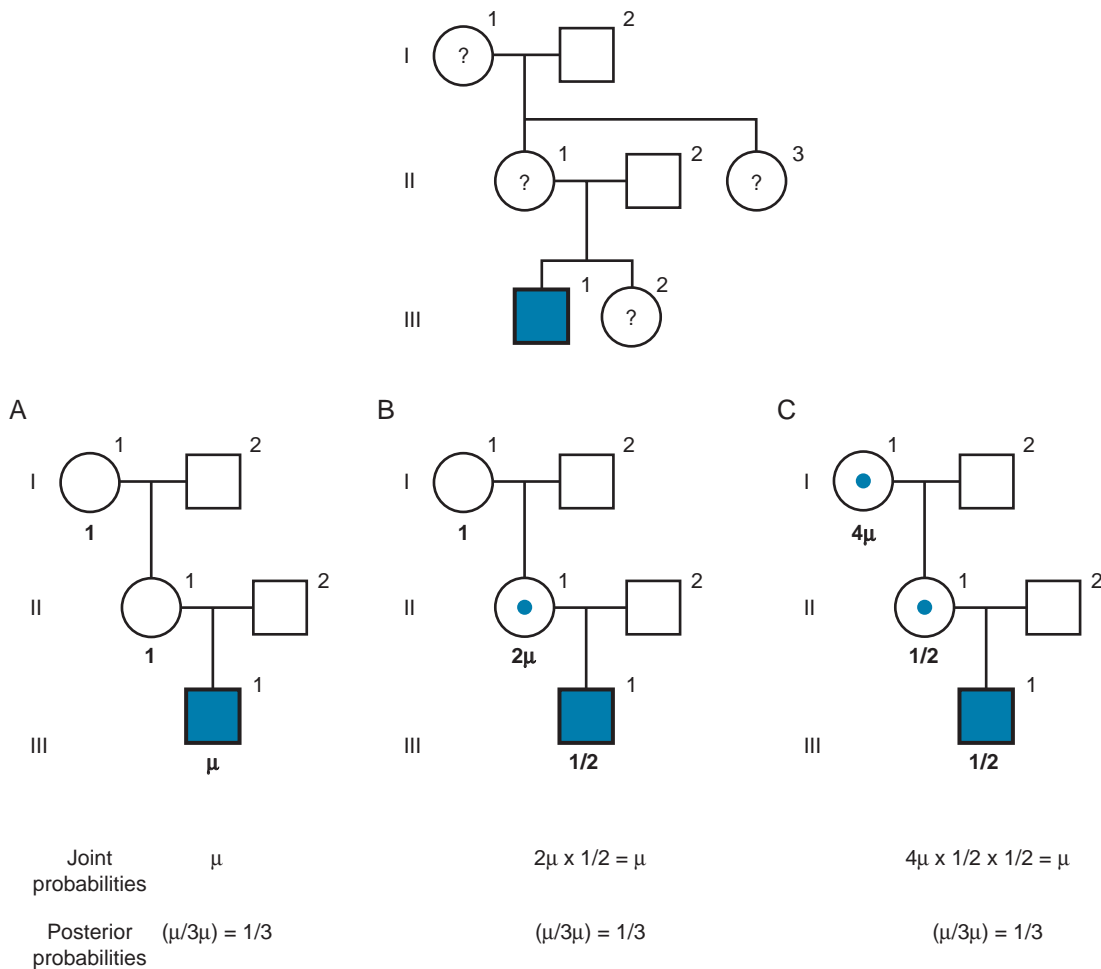 1 2
I ?
1 2 3
II ? ?
1 2
III ?
A B C
1 2 1 2 1 2
I I I
1 1 4μ
1 2 1 2 1 2
II II II
1 2μ 1/2
1 1 1
III III III
μ 1/2 1/2
Joint μ 2μ x 1/2 = μ 4μ x 1/2 x 1/2 = μ
probabilities
Posterior (μ/3μ) = 1/3 (μ/3μ) = 1/3 (μ/3μ) = 1/3
probabilities